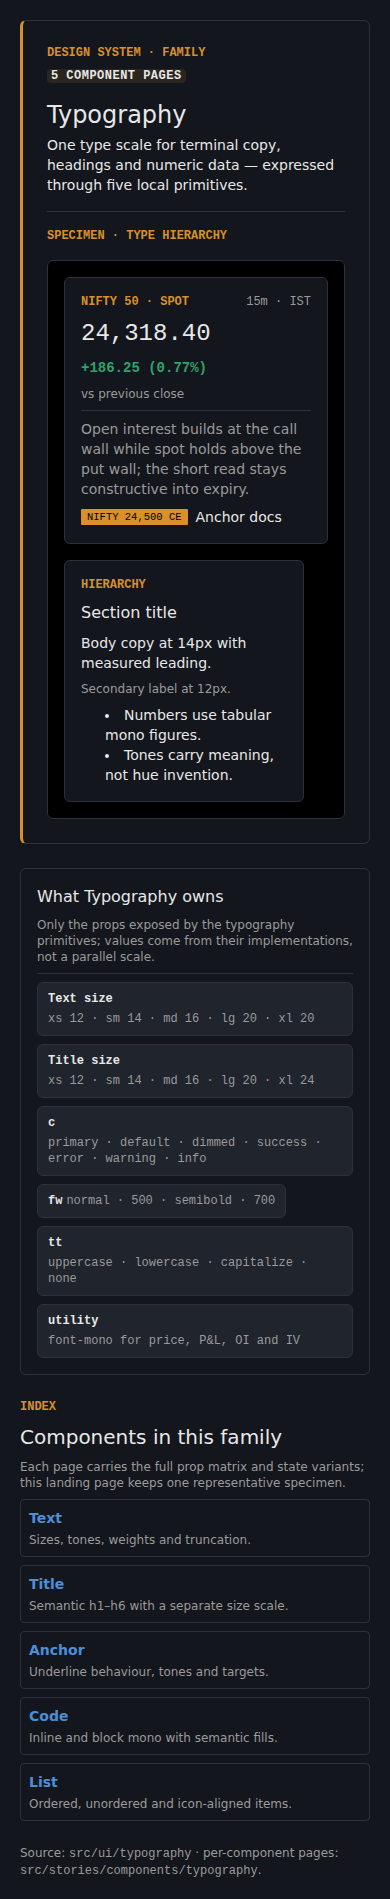 DESIGN SYSTEM · FAMILY
5 COMPONENT PAGES
Typography
One type scale for terminal copy,
headings and numeric data — expressed
through five local primitives.
SPECIMEN · TYPE HIERARCHY
NIFTY 50 · SPOT 15m · IST
24,318.40
+186.25 (0.77%)
vs previous close
Open interest builds at the call
wall while spot holds above the
put wall; the short read stays
constructive into expiry.
NIFTY 24,500 CE Anchor docs
HIERARCHY
Section title
Body copy at 14px with
measured leading.
Secondary label at 12px.
• Numbers use tabular
mono figures.
• Tones carry meaning,
not hue invention.
What Typography owns
Only the props exposed by the typography
primitives; values come from their implementations,
not a parallel scale.
Text size
xs 12 · sm 14 · md 16 · lg 20 · xl 20
Title size
xs 12 · sm 14 · md 16 · lg 20 · xl 24
c
primary · default · dimmed · success ·
error · warning · info
fw normal · 500 · semibold · 700
tt
uppercase · lowercase · capitalize ·
none
utility
font-mono for price, P&L, OI and IV
INDEX
Components in this family
Each page carries the full prop matrix and state variants;
this landing page keeps one representative specimen.
Text
Sizes, tones, weights and truncation.
Title
Semantic h1–h6 with a separate size scale.
Anchor
Underline behaviour, tones and targets.
Code
Inline and block mono with semantic fills.
List
Ordered, unordered and icon-aligned items.
Source: src/ui/typography · per-component pages:
src/stories/components/typography.